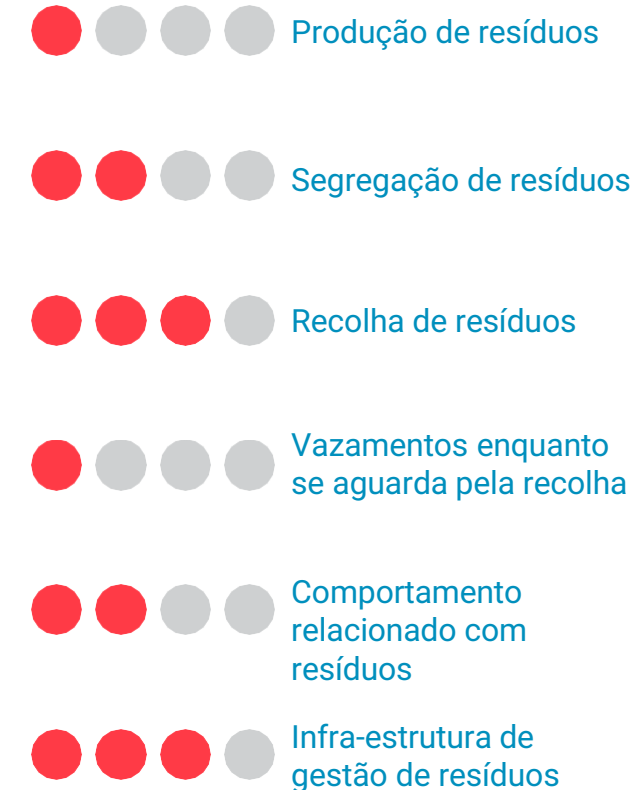 Produção de resíduos
Segregação de resíduos
Recolha de resíduos
Vazamentos enquanto
se aguarda pela recolha
Comportamento
relacionado com
resíduos
Infra-estrutura de
gestão de resíduos